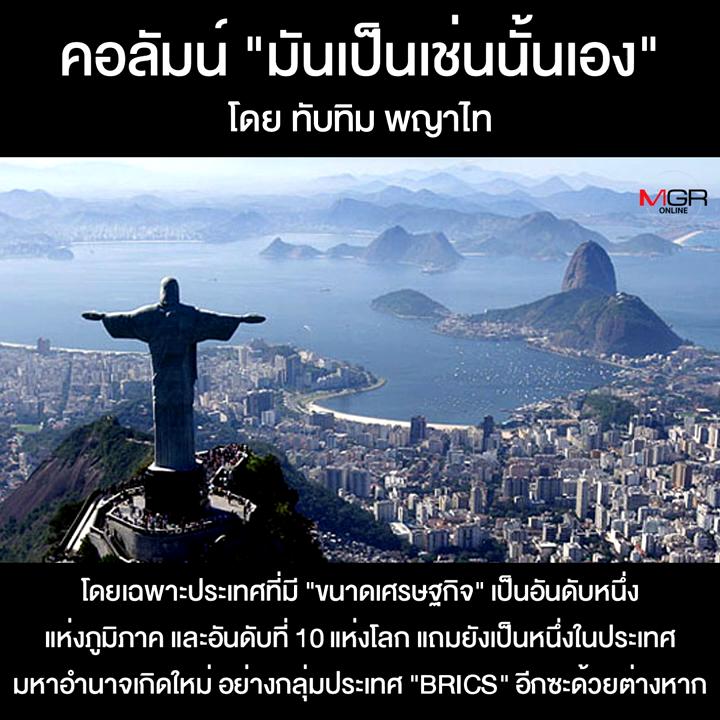 คอลัมน์ "มันเป็นเช่นนั้นเอง"
โดย ทับทิม พญาไท
MGR
ONLINE
โดยเฉพาะประเทศที่มี "ขนาดเศรษฐกิจ" เป็นอันดับหนึ่ง
แห่งภูมิภาค และอันดับที่ 10 แห่งโลก แถมยังเป็นหนึ่งในประเทศ
มหาอำนาจเกิดใหม่ อย่างกลุ่มประเทศ "BRICS" อีกซะด้วยต่างหาก